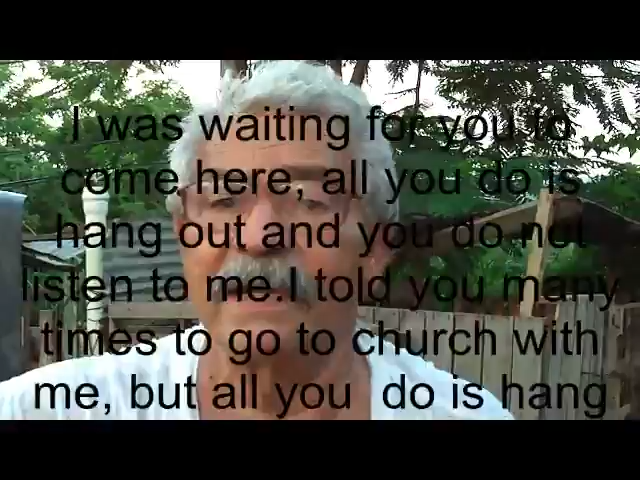 I was waiting for you to
come here, all you do is
hang out and you do not
listen to me.I told you many
times to go to church with
me, but all you  do is hang